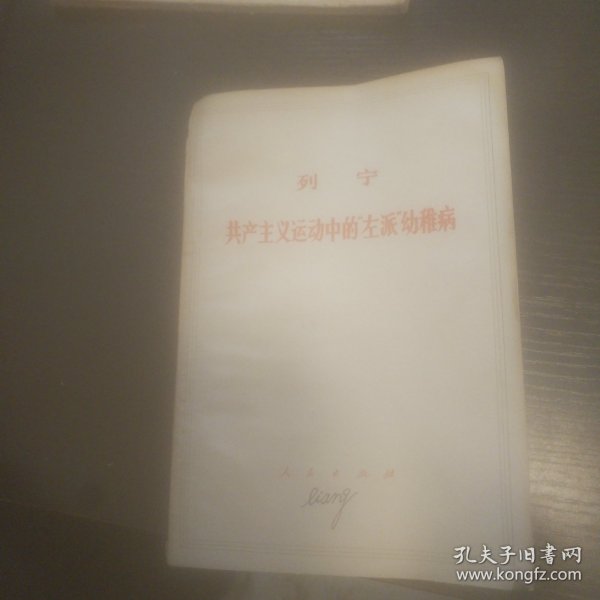 列 宁
共产主义运动中的“左派”幼稚病
人民出版社
liang
孔夫子旧書网
www.kongfz.com